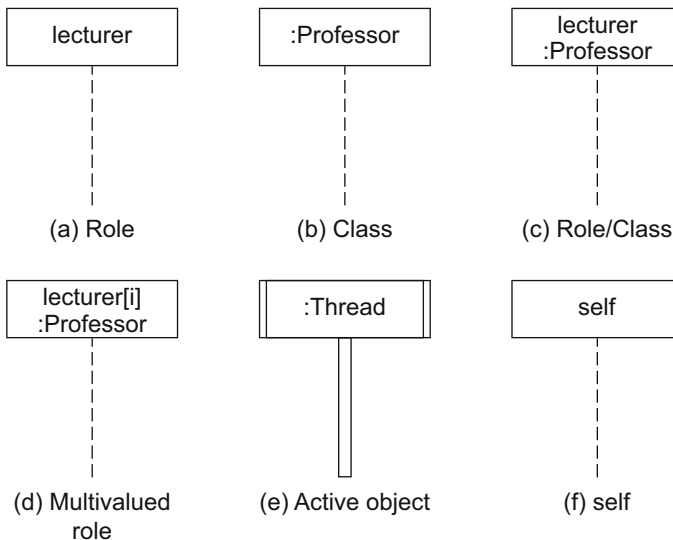 lecturer
:Professor
lecturer
:Professor
(a) Role
(b) Class
(c) Role/Class
lecturer[i]
:Professor
:Thread
self
(d) Multivalued
role
(e) Active object
(f) self